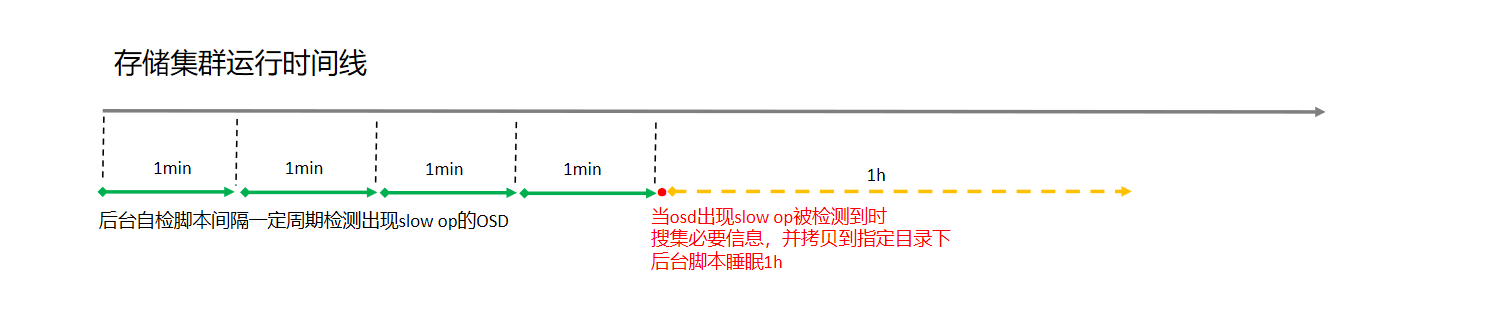 存储集群运行时间线
1min
1min
1min
1min
1h
后台自检脚本间隔一定周期检测出现slow op的OSD
当osd出现slow op被检测到时
搜集必要信息，并拷贝到指定目录下
后台脚本睡眠1h